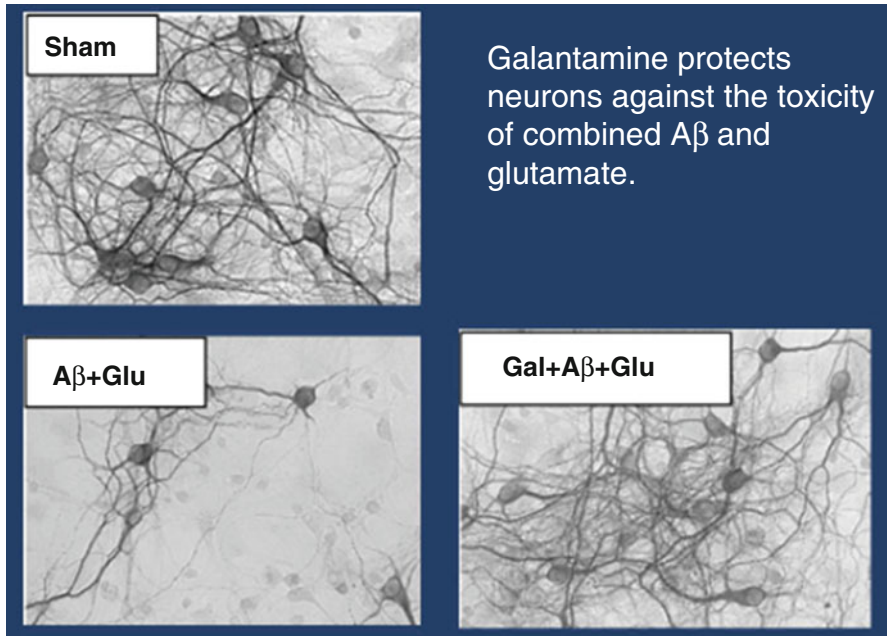 Sham
Galantamine protects
neurons against the toxicity
of combined Aβ and
glutamate.
Aβ+Glu
Gal+Aβ+Glu